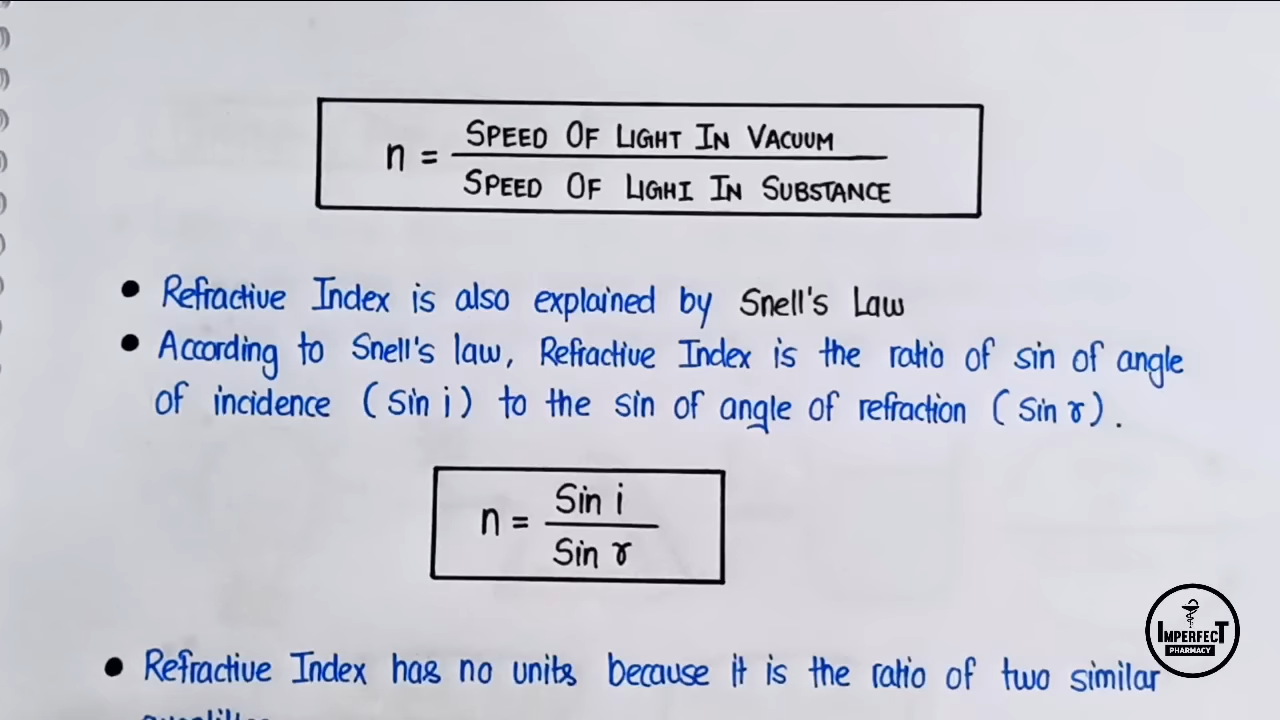 n = SPEED OF LIGHT IN VACUUM
SPEED OF LIGHI IN SUBSTANCE
• Refractive Index is also explained by Snell's Law
• According to Snell's law, Refractive Index is the ratio of sin of angle
of incidence (Sin i) to the sin of angle of refraction (Sin r).
n = Sin i
Sin r
• Refractive Index has no units because it is the ratio of two similar
IMPERFECT
PHARMACY